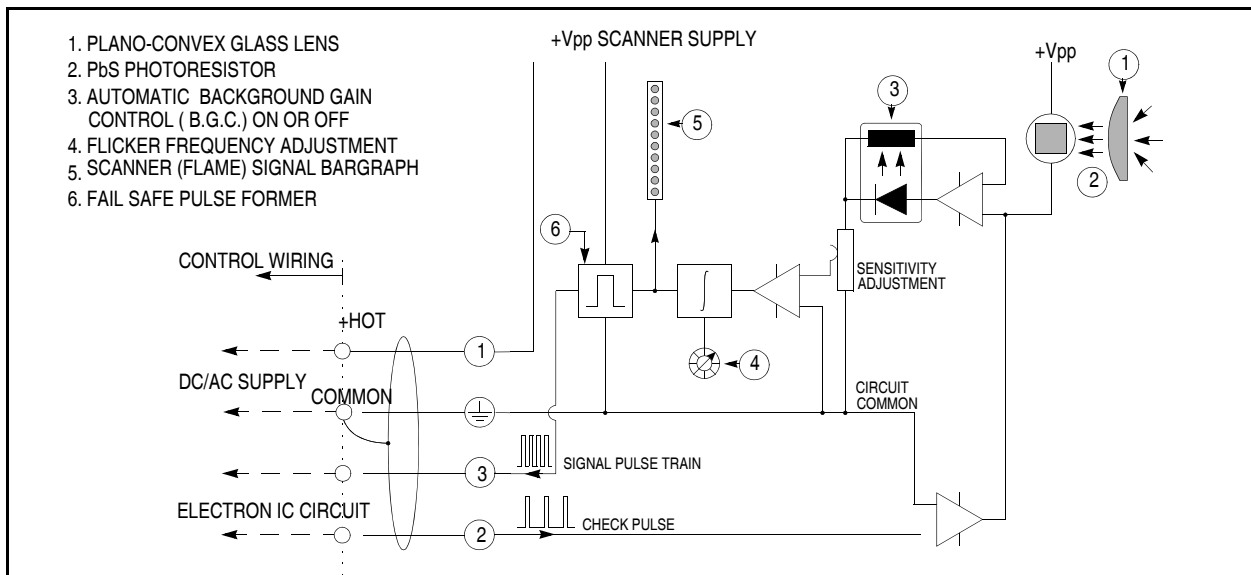 1. PLANO-CONVEX GLASS LENS
2. PbS PHOTORESISTOR
3. AUTOMATIC BACKGROUND GAIN
CONTROL ( B.G.C.) ON OR OFF
4. FLICKER FREQUENCY ADJUSTMENT
5. SCANNER (FLAME) SIGNAL BARGRAPH
6. FAIL SAFE PULSE FORMER
+Vpp SCANNER SUPPLY
+Vpp
1
3
5
2
6
CONTROL WIRING
SENSITIVITY
ADJUSTMENT
∫
+HOT
1
4
DC/AC SUPPLY
COMMON
CIRCUIT
COMMON
3
SIGNAL PULSE TRAIN
ELECTRON IC CIRCUIT
2
CHECK PULSE